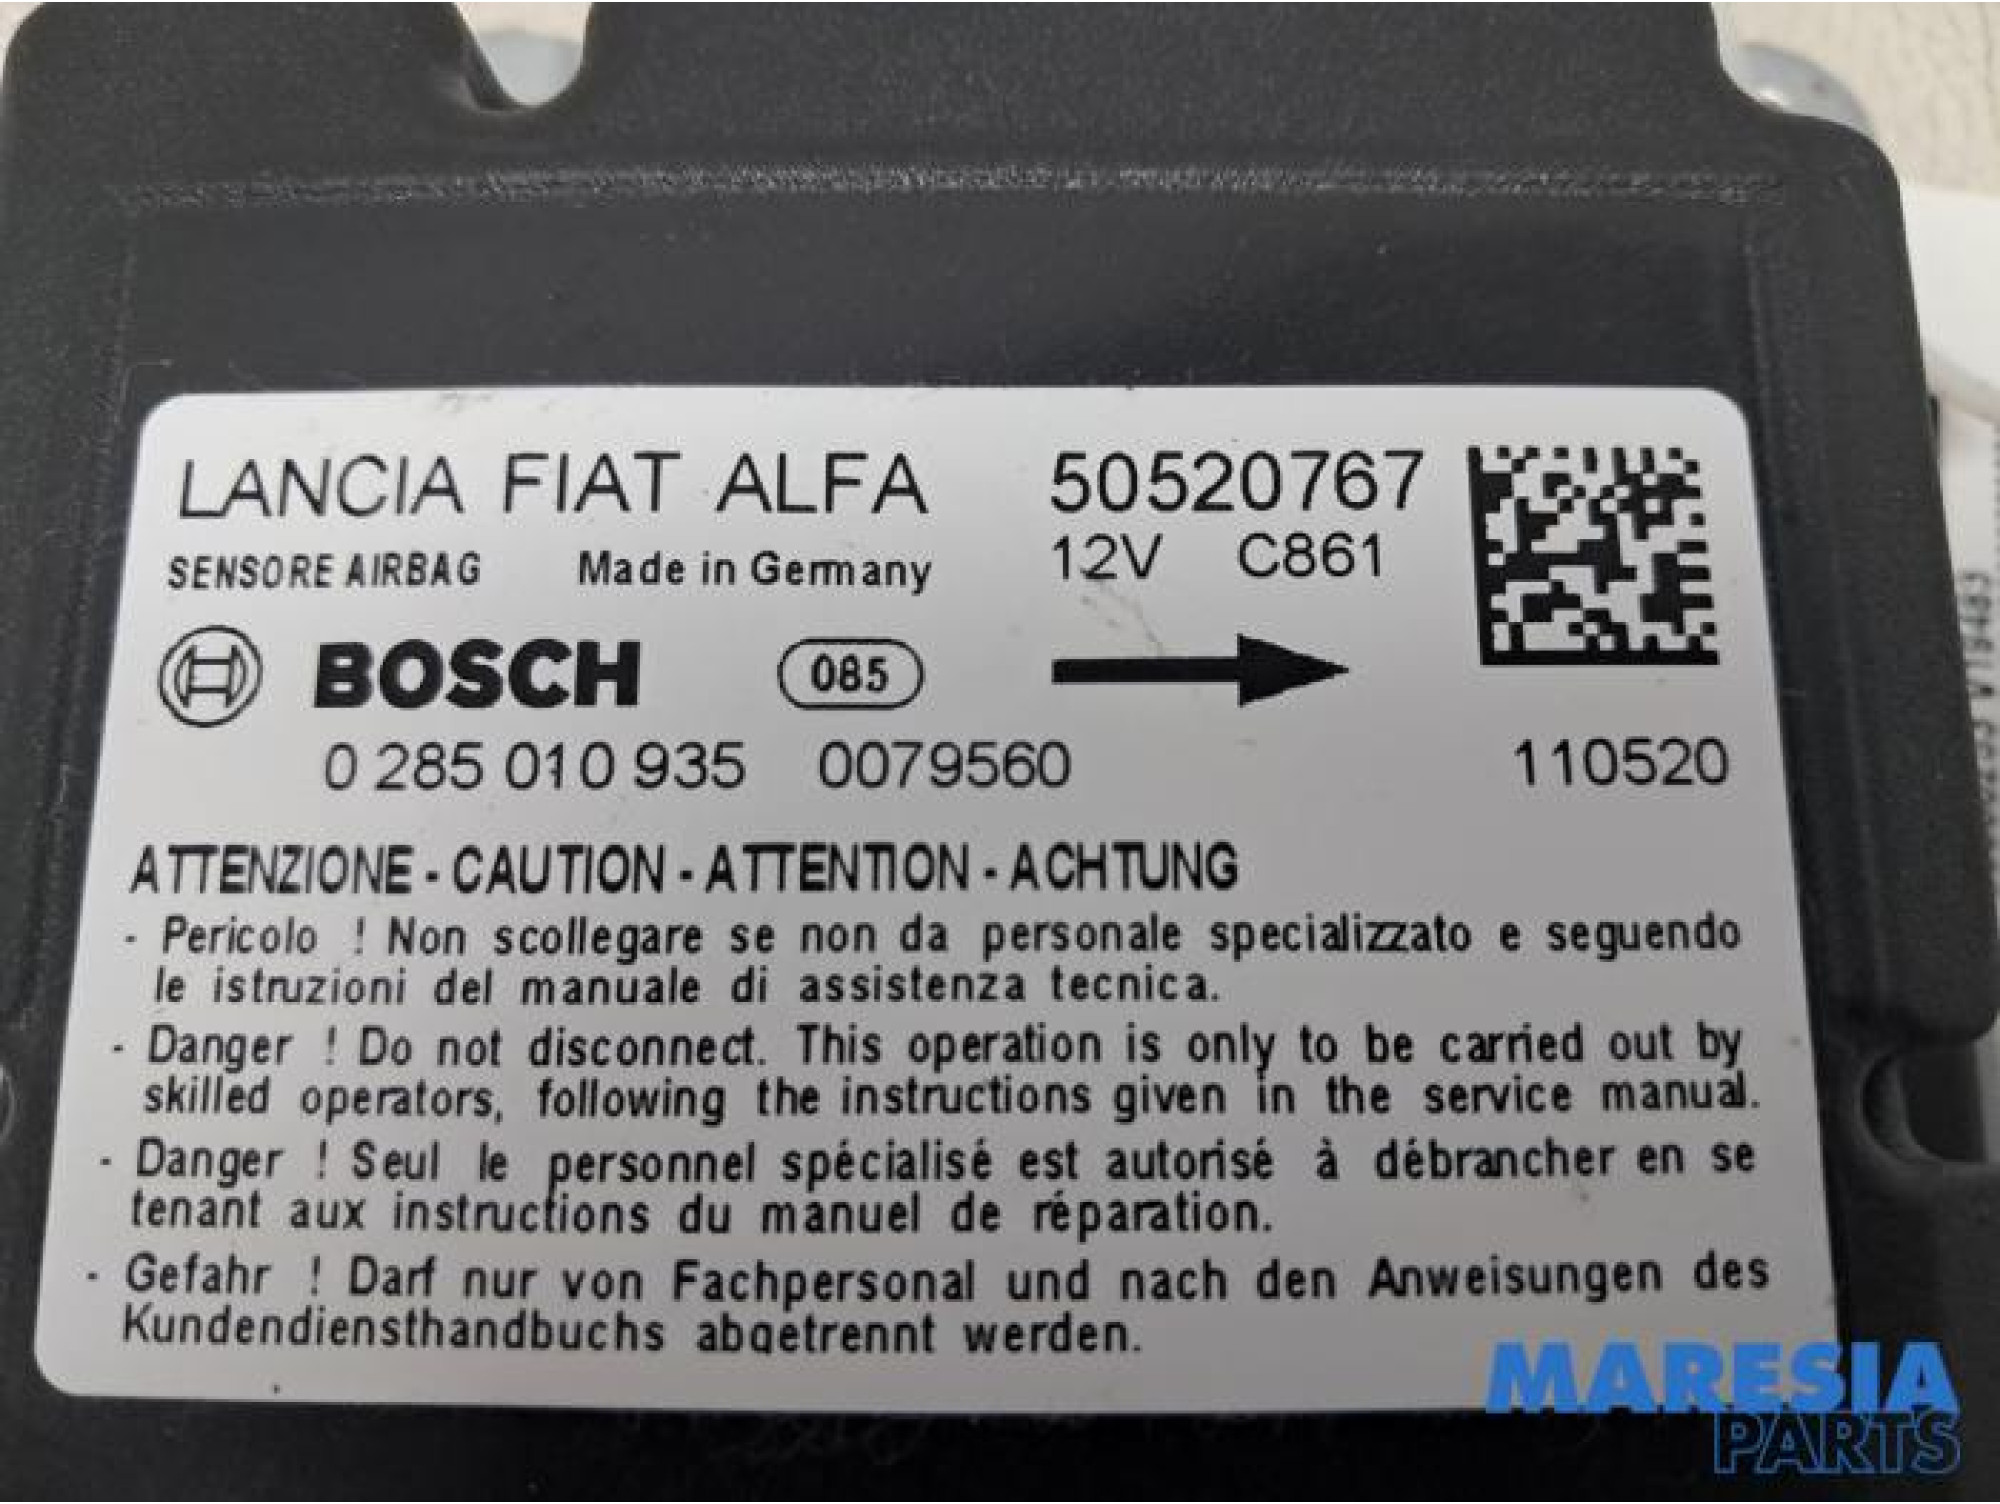 LANCIA FIAT ALFA 50520767
SENSORE AIRBAG Made in Germany 12V C861
BOSCH 085
0 285 010 935 0079560 110520
ATTENZIONE - CAUTION - ATTENTION - ACHTUNG
- Pericolo ! Non scollegare se non da personale specializzato e seguendo
le istruzioni del manuale di assistenza tecnica.
- Danger ! Do not disconnect. This operation is only to be carried out by
skilled operators, following the instructions given in the service manual.
- Danger ! Seul le personnel spécialisé est autorisé à débrancher en se
tenant aux instructions du manuel de réparation.
- Gefahr ! Darf nur von Fachpersonal und nach den Anweisungen des
Kundendiensthandbuchs abgetrennt werden.
MARESIA
PARTS